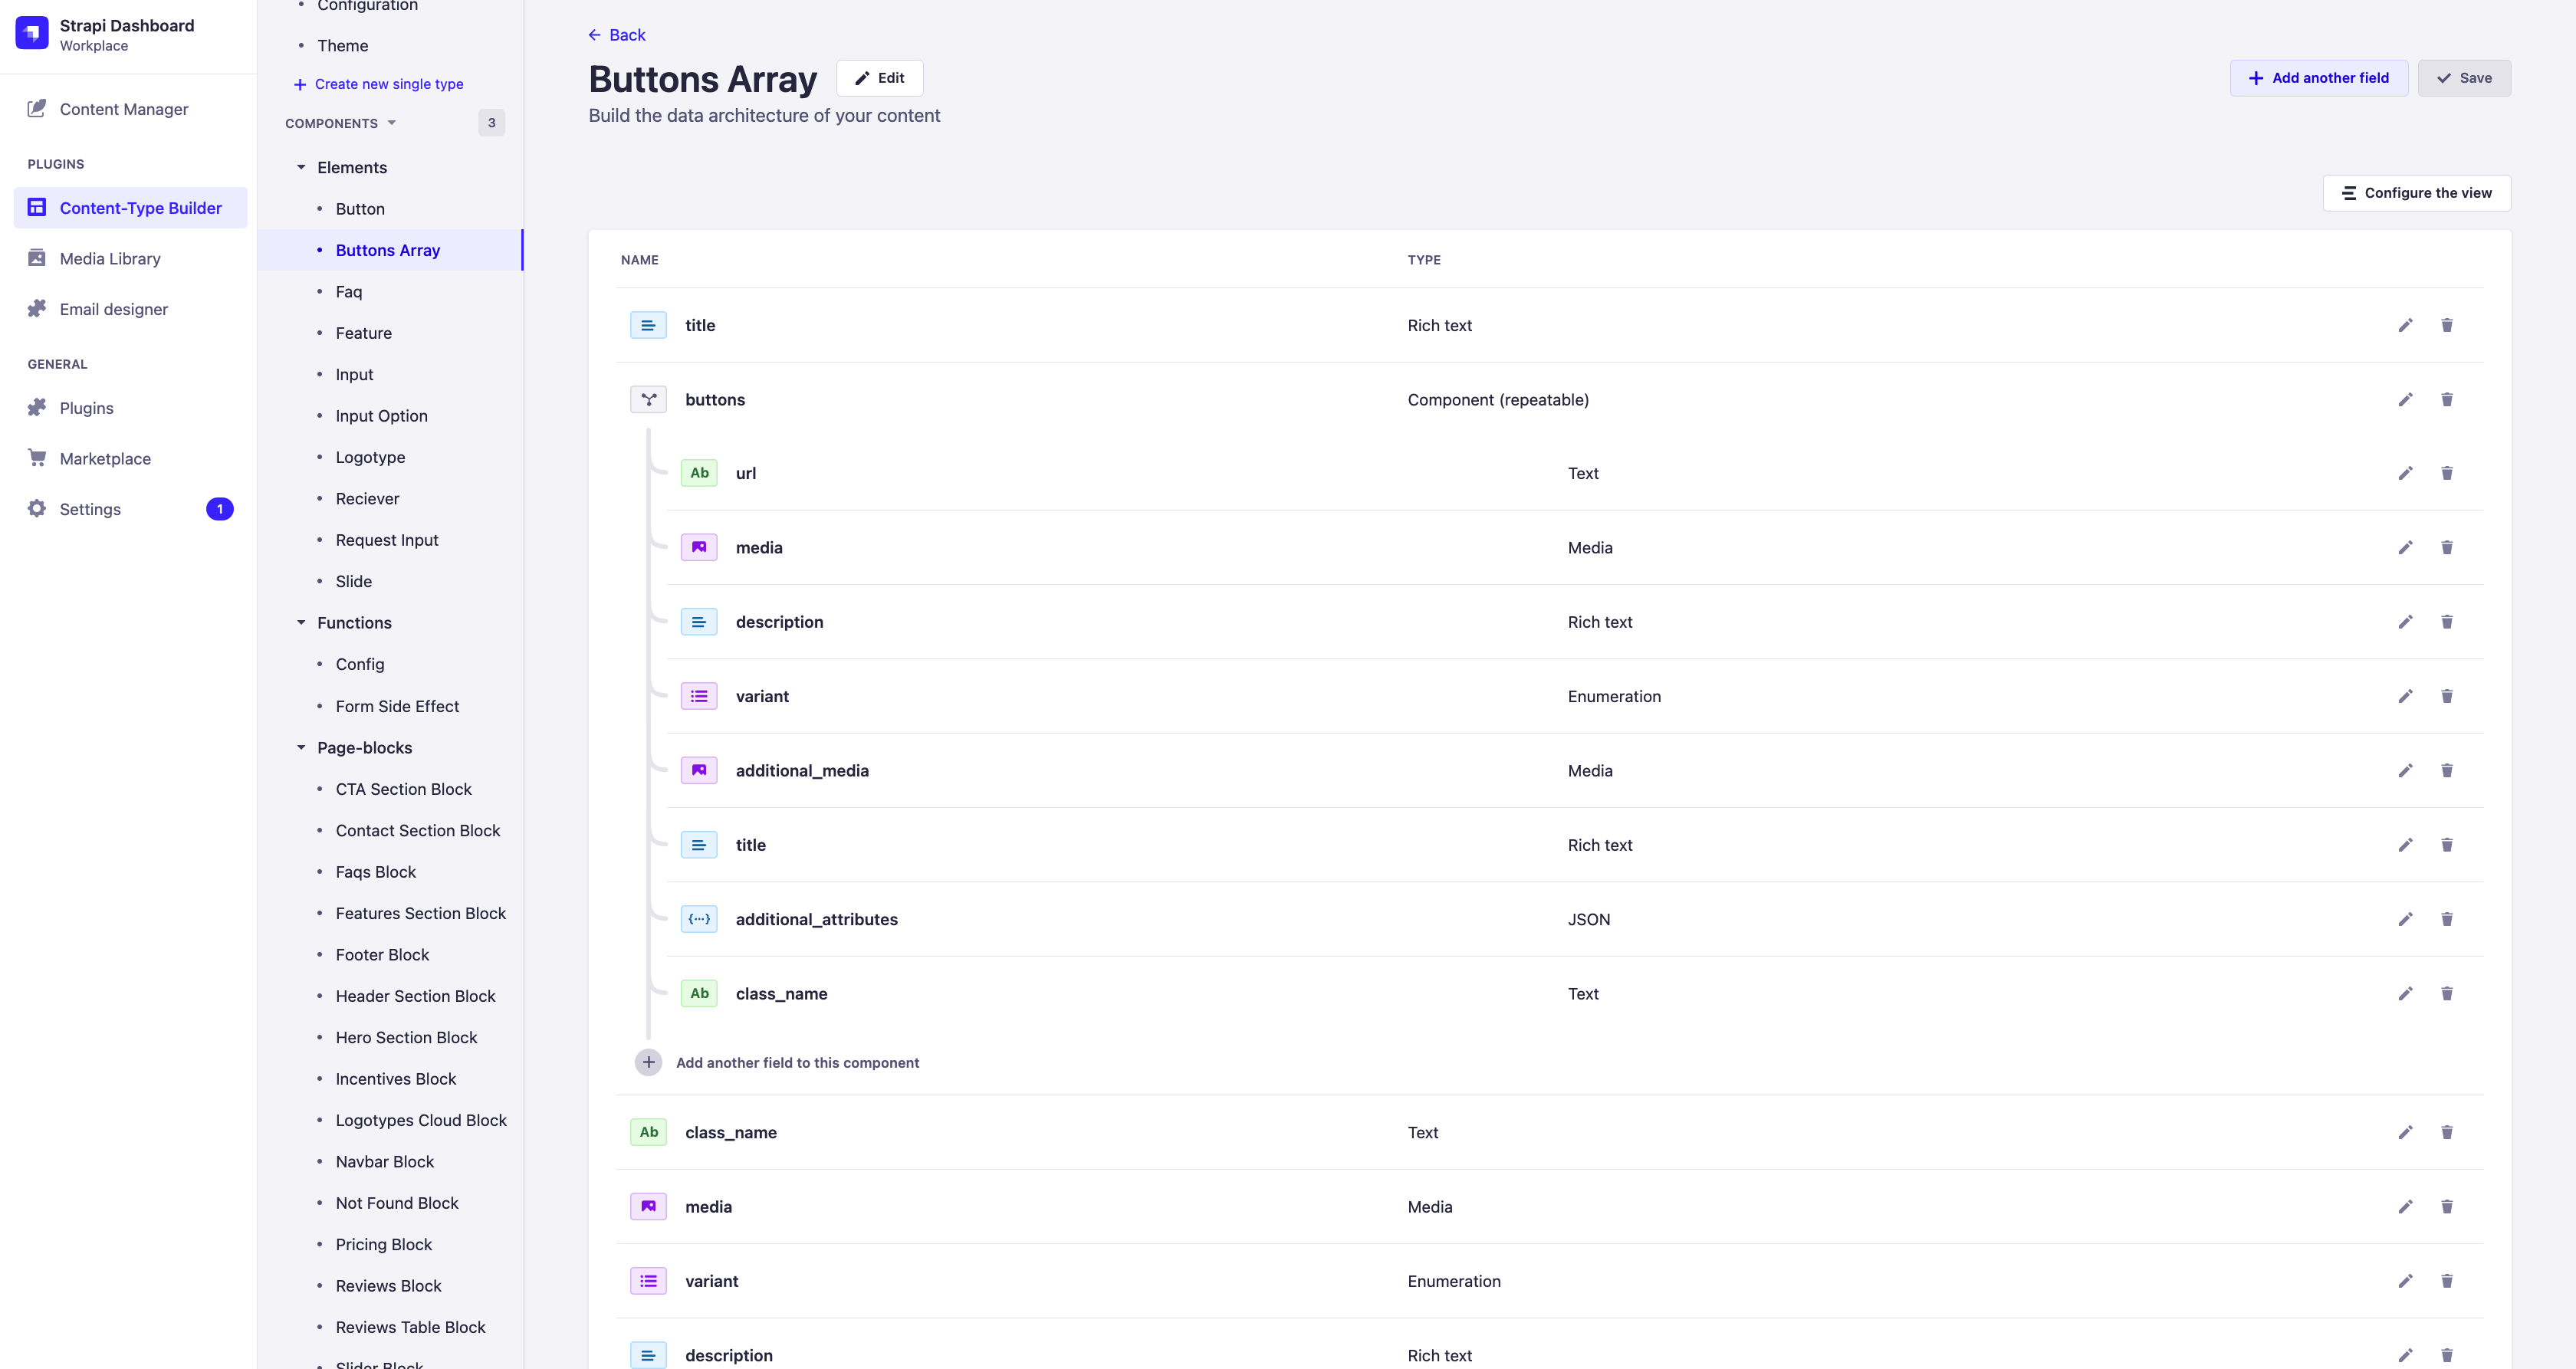 Strapi Dashboard
Workplace
Content Manager
PLUGINS
Content-Type Builder
Media Library
Email designer
GENERAL
Plugins
Marketplace
Settings 1
Configuration
Theme
Create new single type
COMPONENTS 3
Elements
Button
Buttons Array
Faq
Feature
Input
Input Option
Logotype
Reciever
Request Input
Slide
Functions
Config
Form Side Effect
Page-blocks
CTA Section Block
Contact Section Block
Faqs Block
Features Section Block
Footer Block
Header Section Block
Hero Section Block
Incentives Block
Logotypes Cloud Block
Navbar Block
Not Found Block
Pricing Block
Reviews Block
Reviews Table Block
Slider Block
Back
Buttons Array Edit Add another field Save
Build the data architecture of your content
Configure the view
NAME TYPE
title Rich text
buttons Component (repeatable)
Ab url Text
media Media
description Rich text
variant Enumeration
additional_media Media
title Rich text
additional_attributes JSON
Ab class_name Text
Add another field to this component
Ab class_name Text
media Media
variant Enumeration
description Rich text